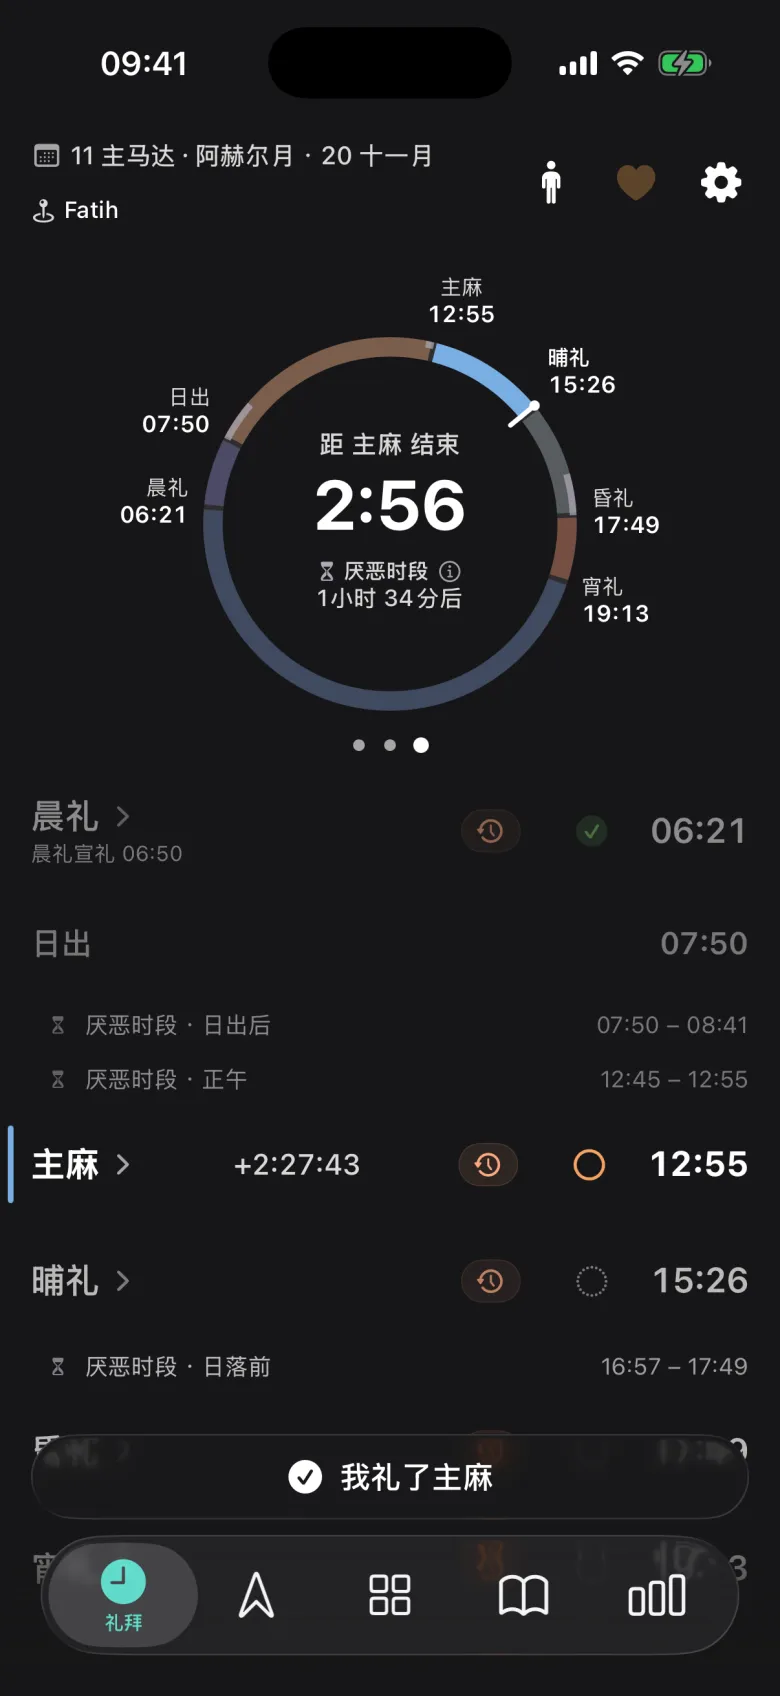 09:41
11 主马达 · 阿赫尔月 · 20 十一月
Fatih
主麻
12:55
晡礼
15:26
日出
07:50
晨礼
06:21
昏礼
17:49
宵礼
19:13
距 主麻 结束
2:56
厌恶时段
1小时 34分后
晨礼
晨礼宣礼 06:50
06:21
日出
07:50
厌恶时段 · 日出后
07:50 – 08:41
厌恶时段 · 正午
12:45 – 12:55
主麻
+2:27:43
12:55
晡礼
15:26
厌恶时段 · 日落前
16:57 – 17:49
我礼了主麻
礼拜